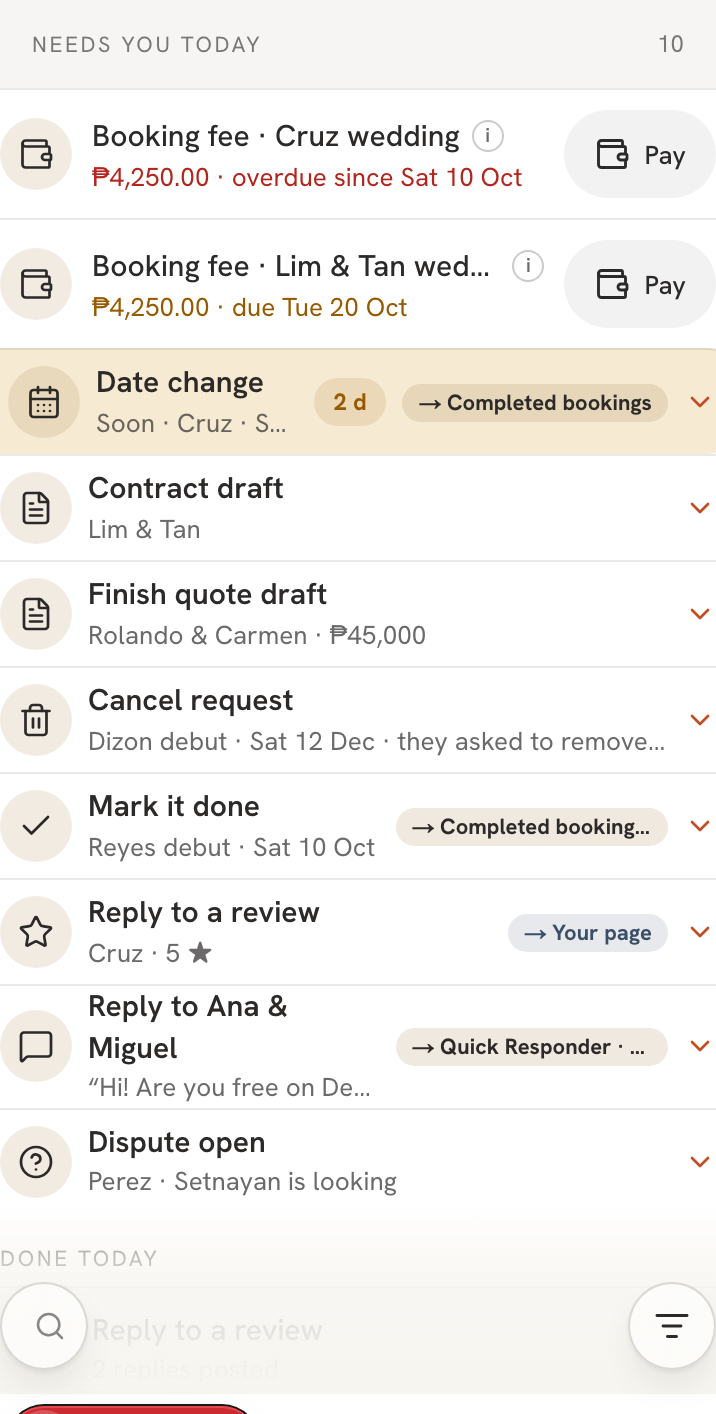 NEEDS YOU TODAY 10
Booking fee · Cruz wedding i
₱4,250.00 · overdue since Sat 10 Oct
Pay
Booking fee · Lim & Tan wed... i
₱4,250.00 · due Tue 20 Oct
Pay
Date change
Soon · Cruz · S...
2 d
→ Completed bookings
Contract draft
Lim & Tan
Finish quote draft
Rolando & Carmen · ₱45,000
Cancel request
Dizon debut · Sat 12 Dec · they asked to remove...
Mark it done
Reyes debut · Sat 10 Oct
→ Completed booking...
Reply to a review
Cruz · 5 ★
→ Your page
Reply to Ana &
Miguel
“Hi! Are you free on De...
→ Quick Responder · ...
Dispute open
Perez · Setnayan is looking
DONE TODAY
Reply to a review
2 replies posted